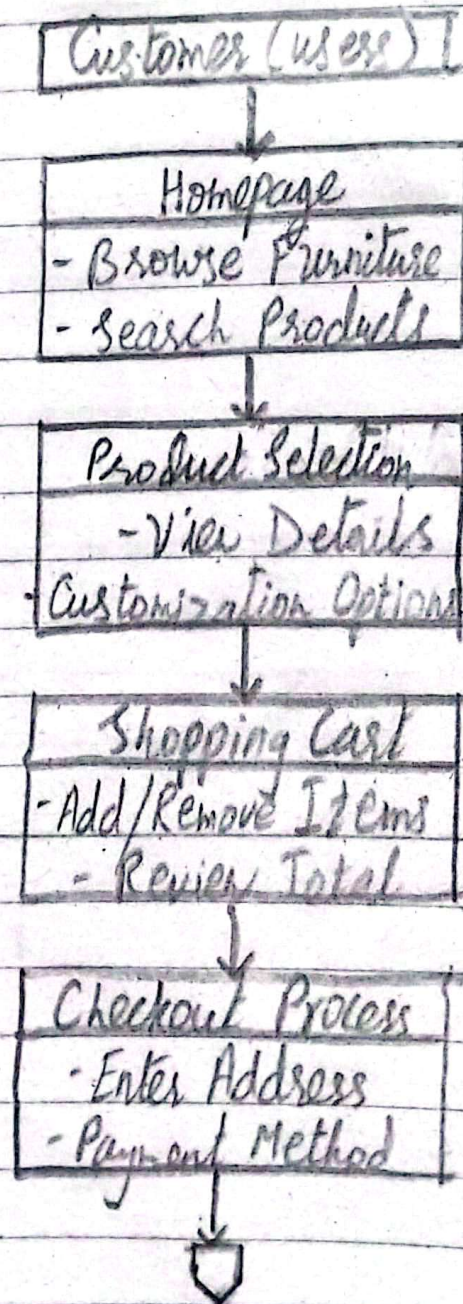 Customer (users)
Homepage
- Browse Furniture
- Search Products
Product Selection
- View Details
- Customization Options
Shopping Cart
- Add/Remove Items
- Review Total
Checkout Process
- Enter Address
- Payment Method